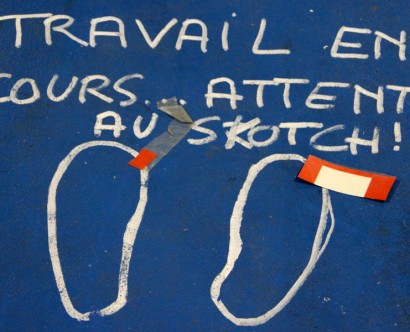 TRAVAIL EN
COURS... ATTENT
AU SKOTCH!